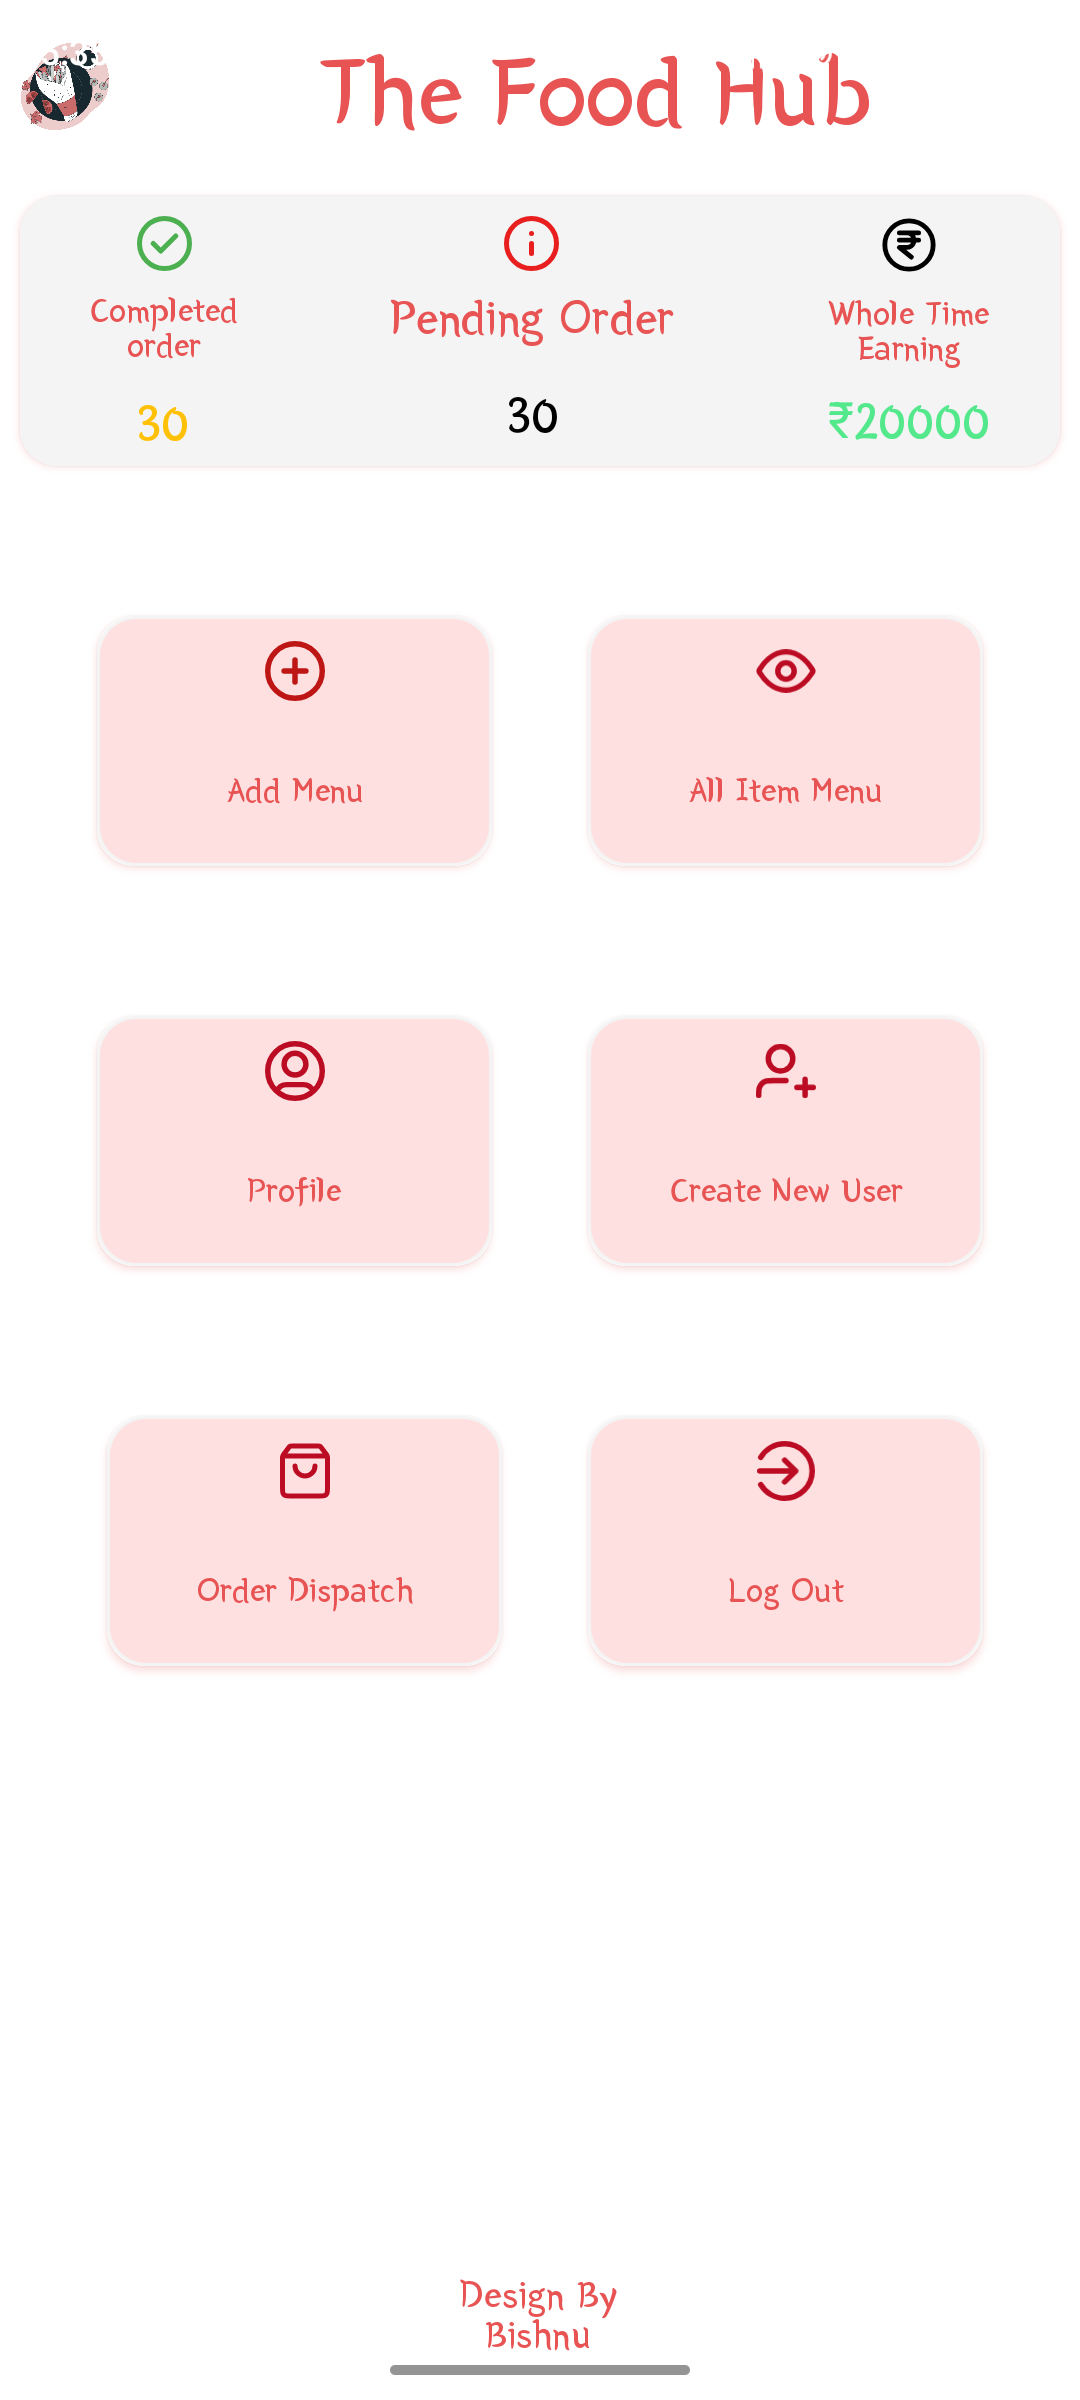 The Food Hub
Completed
order
Pending Order
Whole Time
Earning
30
30
₹20000
Add Menu
All Item Menu
Profile
Create New User
Order Dispatch
Log Out
Design By
Bishnu